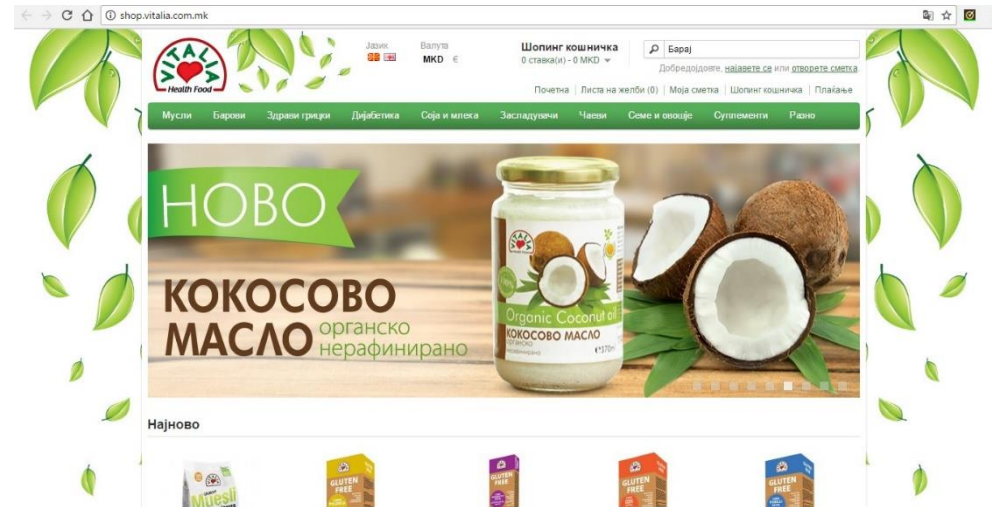 shop.vitalia.com.mk
VITALIA
Health Food
Јазик
Валута
MKD €
Шопинг кошничка
0 ставка(и) - 0 MKD
Барај
Добредојдовте, најавете се или отворете сметка.
Почетна | Листа на желби (0) | Моја сметка | Шопинг кошничка | Плаќање
Мусли Барови Здрави грицки Дијабетика Соја и млека Засладувачи Чаеви Семе и овошје Суплементи Разно
НОВО
КОКОСОВО
МАСЛО органско
нерафинирано
VITALIA
100%
Organic Coconut oil
КОКОСОВО МАСЛО
органско
нерафинирано
Најново
Muesli
GLUTEN
FREE
GLUTEN
FREE
GLUTEN
FREE
GLUTEN
FREE